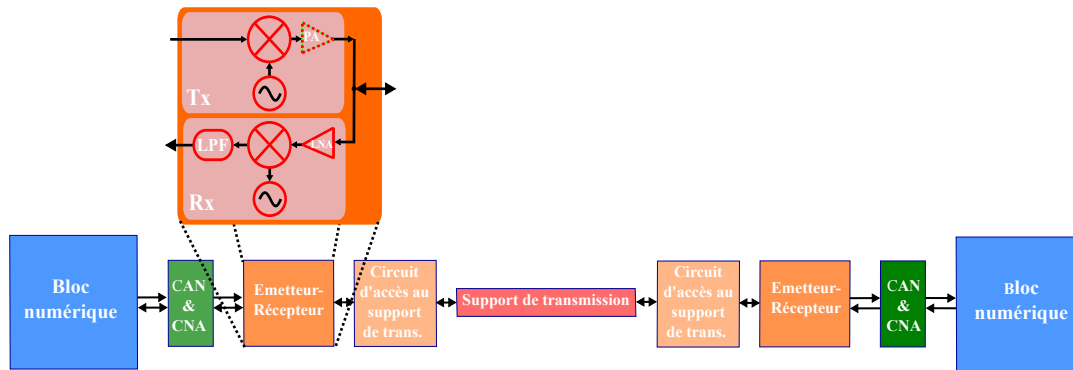 PA
Tx
LPF
LNA
Rx
Bloc
numérique
CAN
&
CNA
Emetteur-
Récepteur
Circuit
d'accès au
support
de trans.
Support de transmission
Circuit
d'accès au
support
de trans.
Emetteur-
Récepteur
CAN
&
CNA
Bloc
numérique